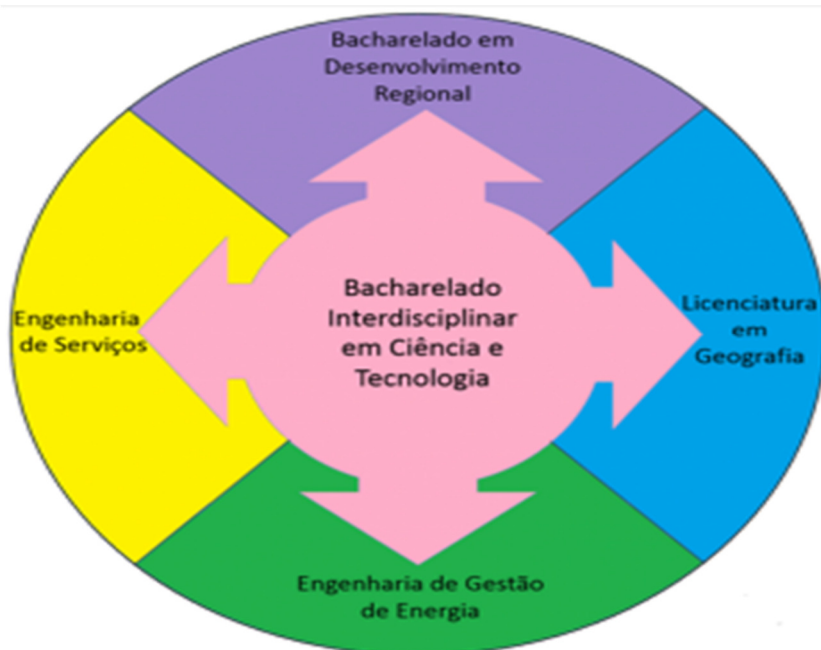 Bacharelado em
Desenvolvimento
Regional
Engenharia
de Serviços
Bacharelado
Interdisciplinar
em Ciência e
Tecnologia
Licenciatura
em
Geografia
Engenharia de Gestão
de Energia